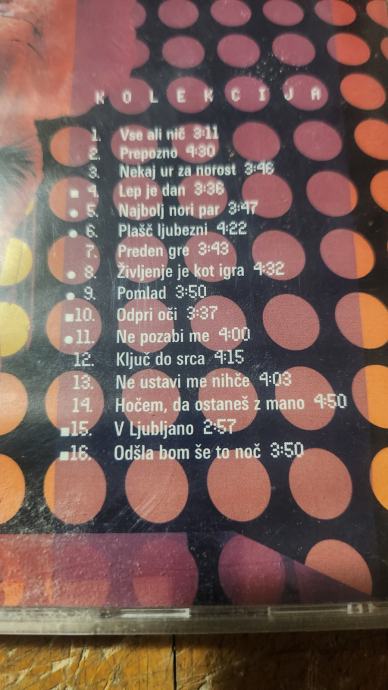 KOLEKCIJA
1. Vse ali nič 3:11
2. Prepozno 4:30
3. Nekaj ur za norost 3:46
■ 4. Lep je dan 3:36
● 5. Najbolj nori par 3:47
● 6. Plašč ljubezni 4:22
7. Preden gre 3:43
● 8. Življenje je kot igra 4:32
● 9. Pomlad 3:50
■10. Odpri oči 3:37
●11. Ne pozabi me 4:00
12. Ključ do srca 4:15
13. Ne ustavi me nihče 4:03
14. Hočem, da ostaneš z mano 4:50
■15. V Ljubljano 2:57
■16. Odšla bom še to noč 3:50